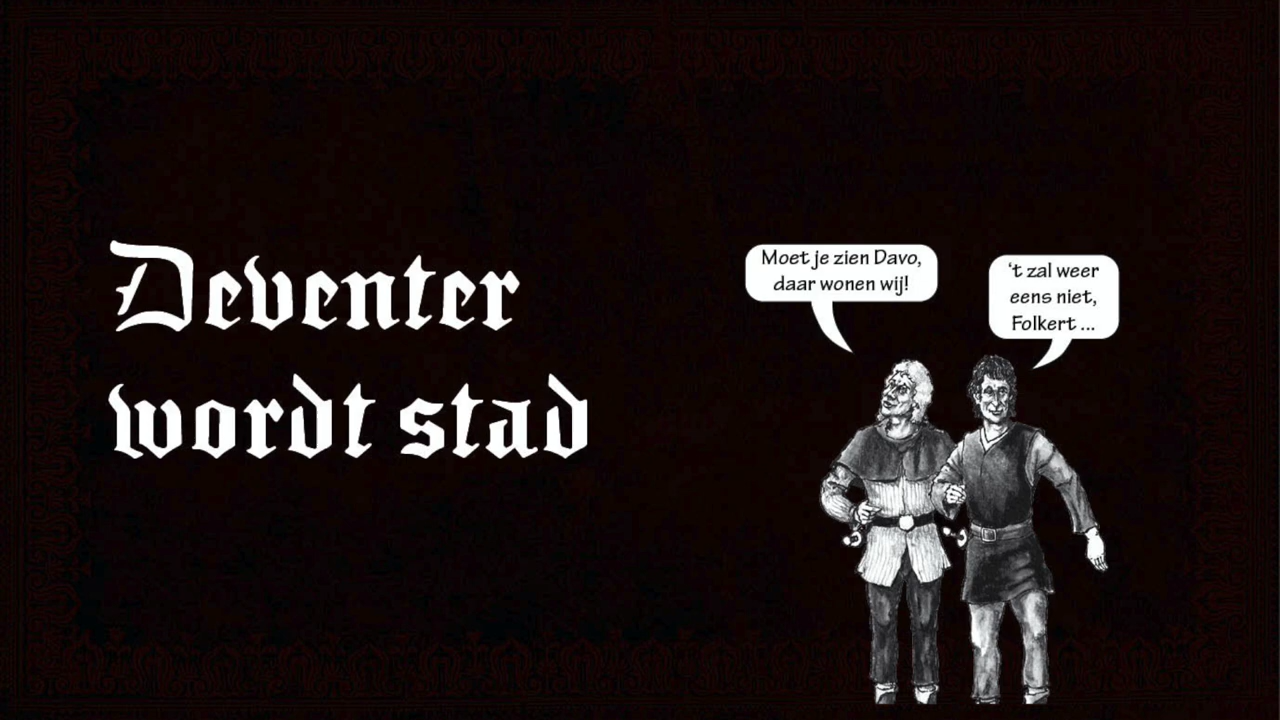 Deventer
wordt stad
Moet je zien Davo,
daar wonen wij!
‘t zal weer
eens niet,
Folkert ...